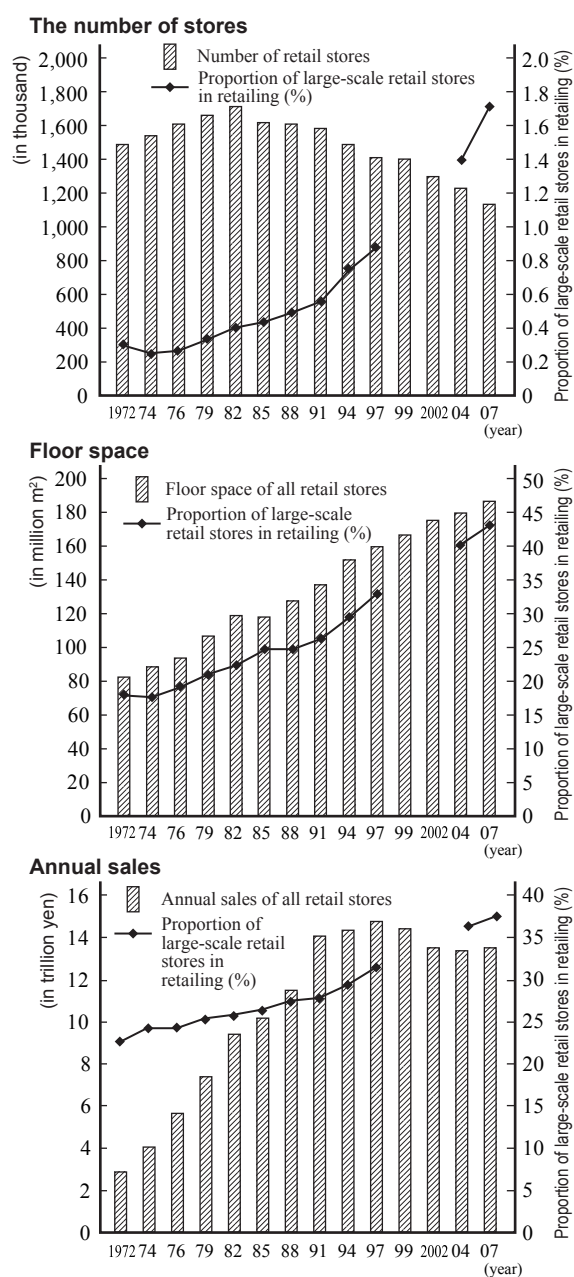 The number of stores
(in thousand)
2,000
1,800
1,600
1,400
1,200
1,000
800
600
400
200
0
Number of retail stores
Proportion of large-scale retail stores
in retailing (%)
2.0
1.8
1.6
1.4
1.2
1.0
0.8
0.6
0.4
0.2
0
Proportion of large-scale retail stores in retailing (%)
1972 74 76 79 82 85 88 91 94 97 99 2002 04 07
(year)
Floor space
(in million m²)
200
180
160
140
120
100
80
60
40
20
0
Floor space of all retail stores
Proportion of large-scale
retail stores in retailing (%)
50
45
40
35
30
25
20
15
10
5
0
Proportion of large-scale retail stores in retailing (%)
1972 74 76 79 82 85 88 91 94 97 99 2002 04 07
(year)
Annual sales
(in trillion yen)
16
14
12
10
8
6
4
2
0
Annual sales of all retail stores
Proportion of
large-scale retail
stores in
retailing (%)
40
35
30
25
20
15
10
5
0
Proportion of large-scale retail stores in retailing (%)
1972 74 76 79 82 85 88 91 94 97 99 2002 04 07
(year)